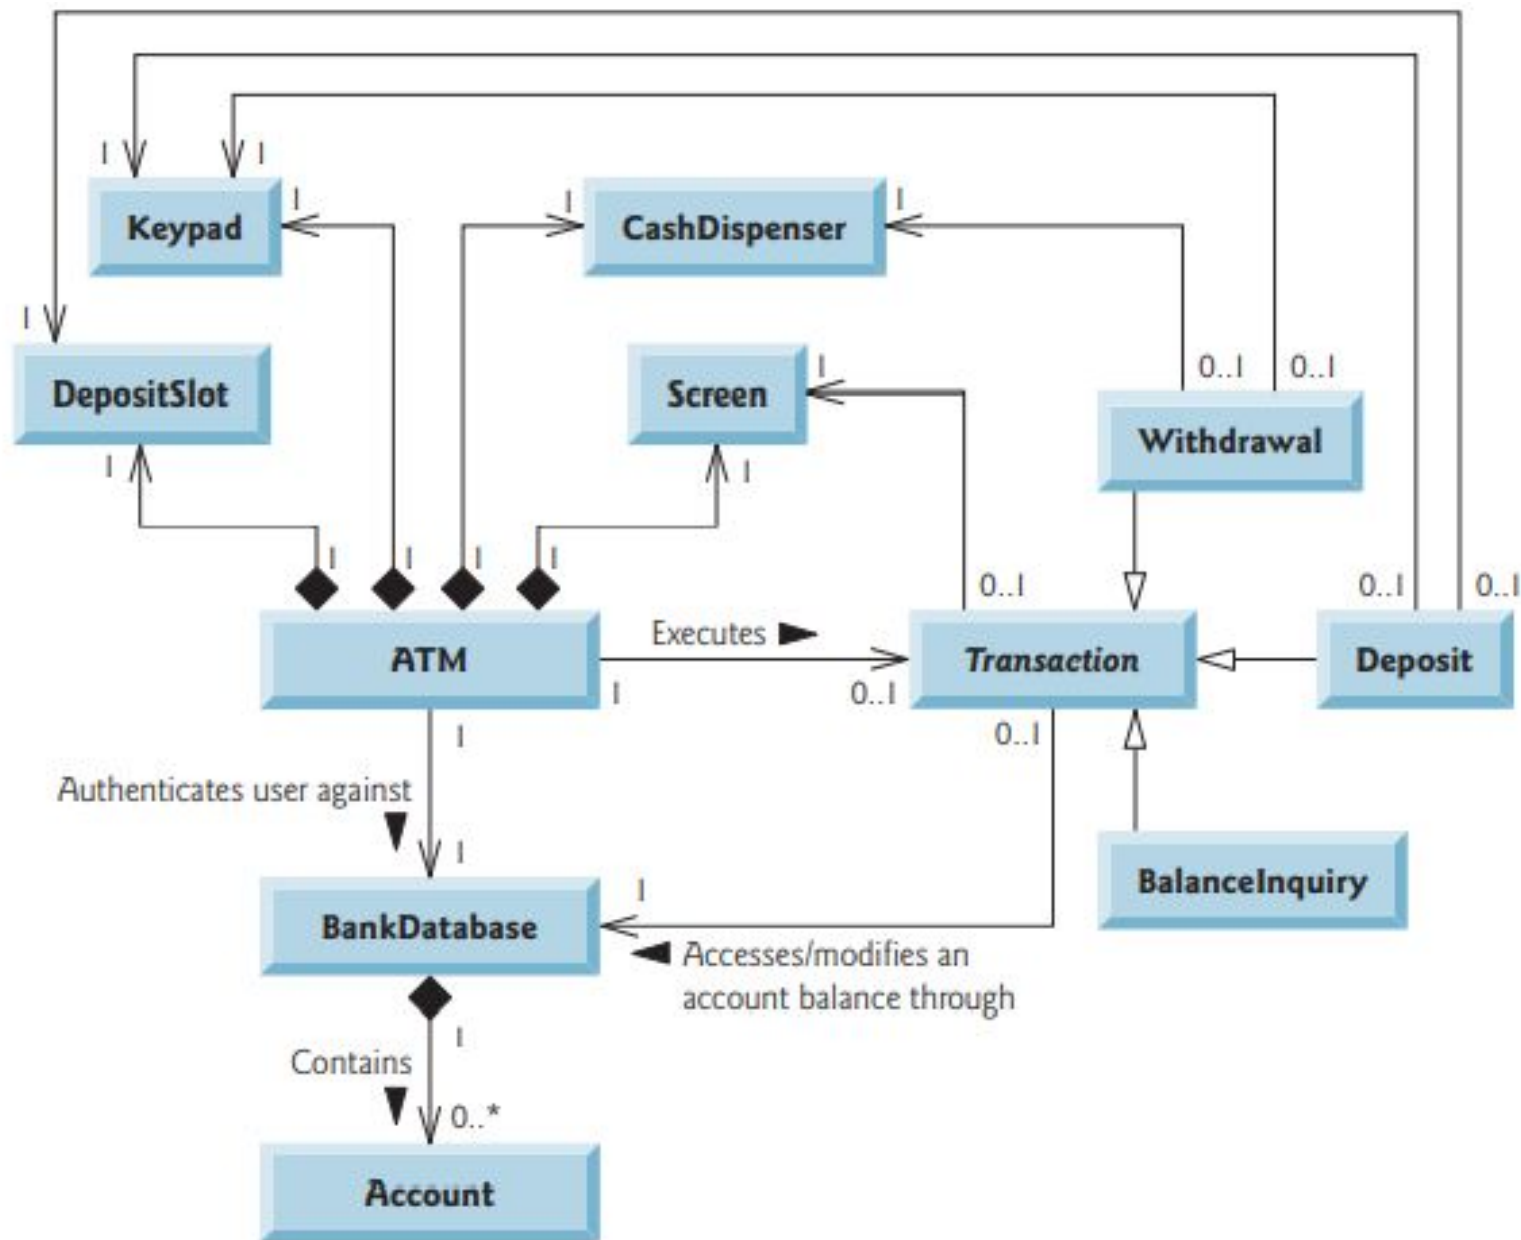 1
1
Keypad
1
1
CashDispenser
1
1
DepositSlot
1
Screen
1
0..1
0..1
Withdrawal
1
1
1
1
1
1
0..1
0..1
0..1
ATM
Executes ►
1
0..1
Transaction
Deposit
1
0..1
Authenticates user against
▼
1
BankDatabase
1
BalanceInquiry
◄ Accesses/modifies an
account balance through
1
Contains
▼
0..*
Account